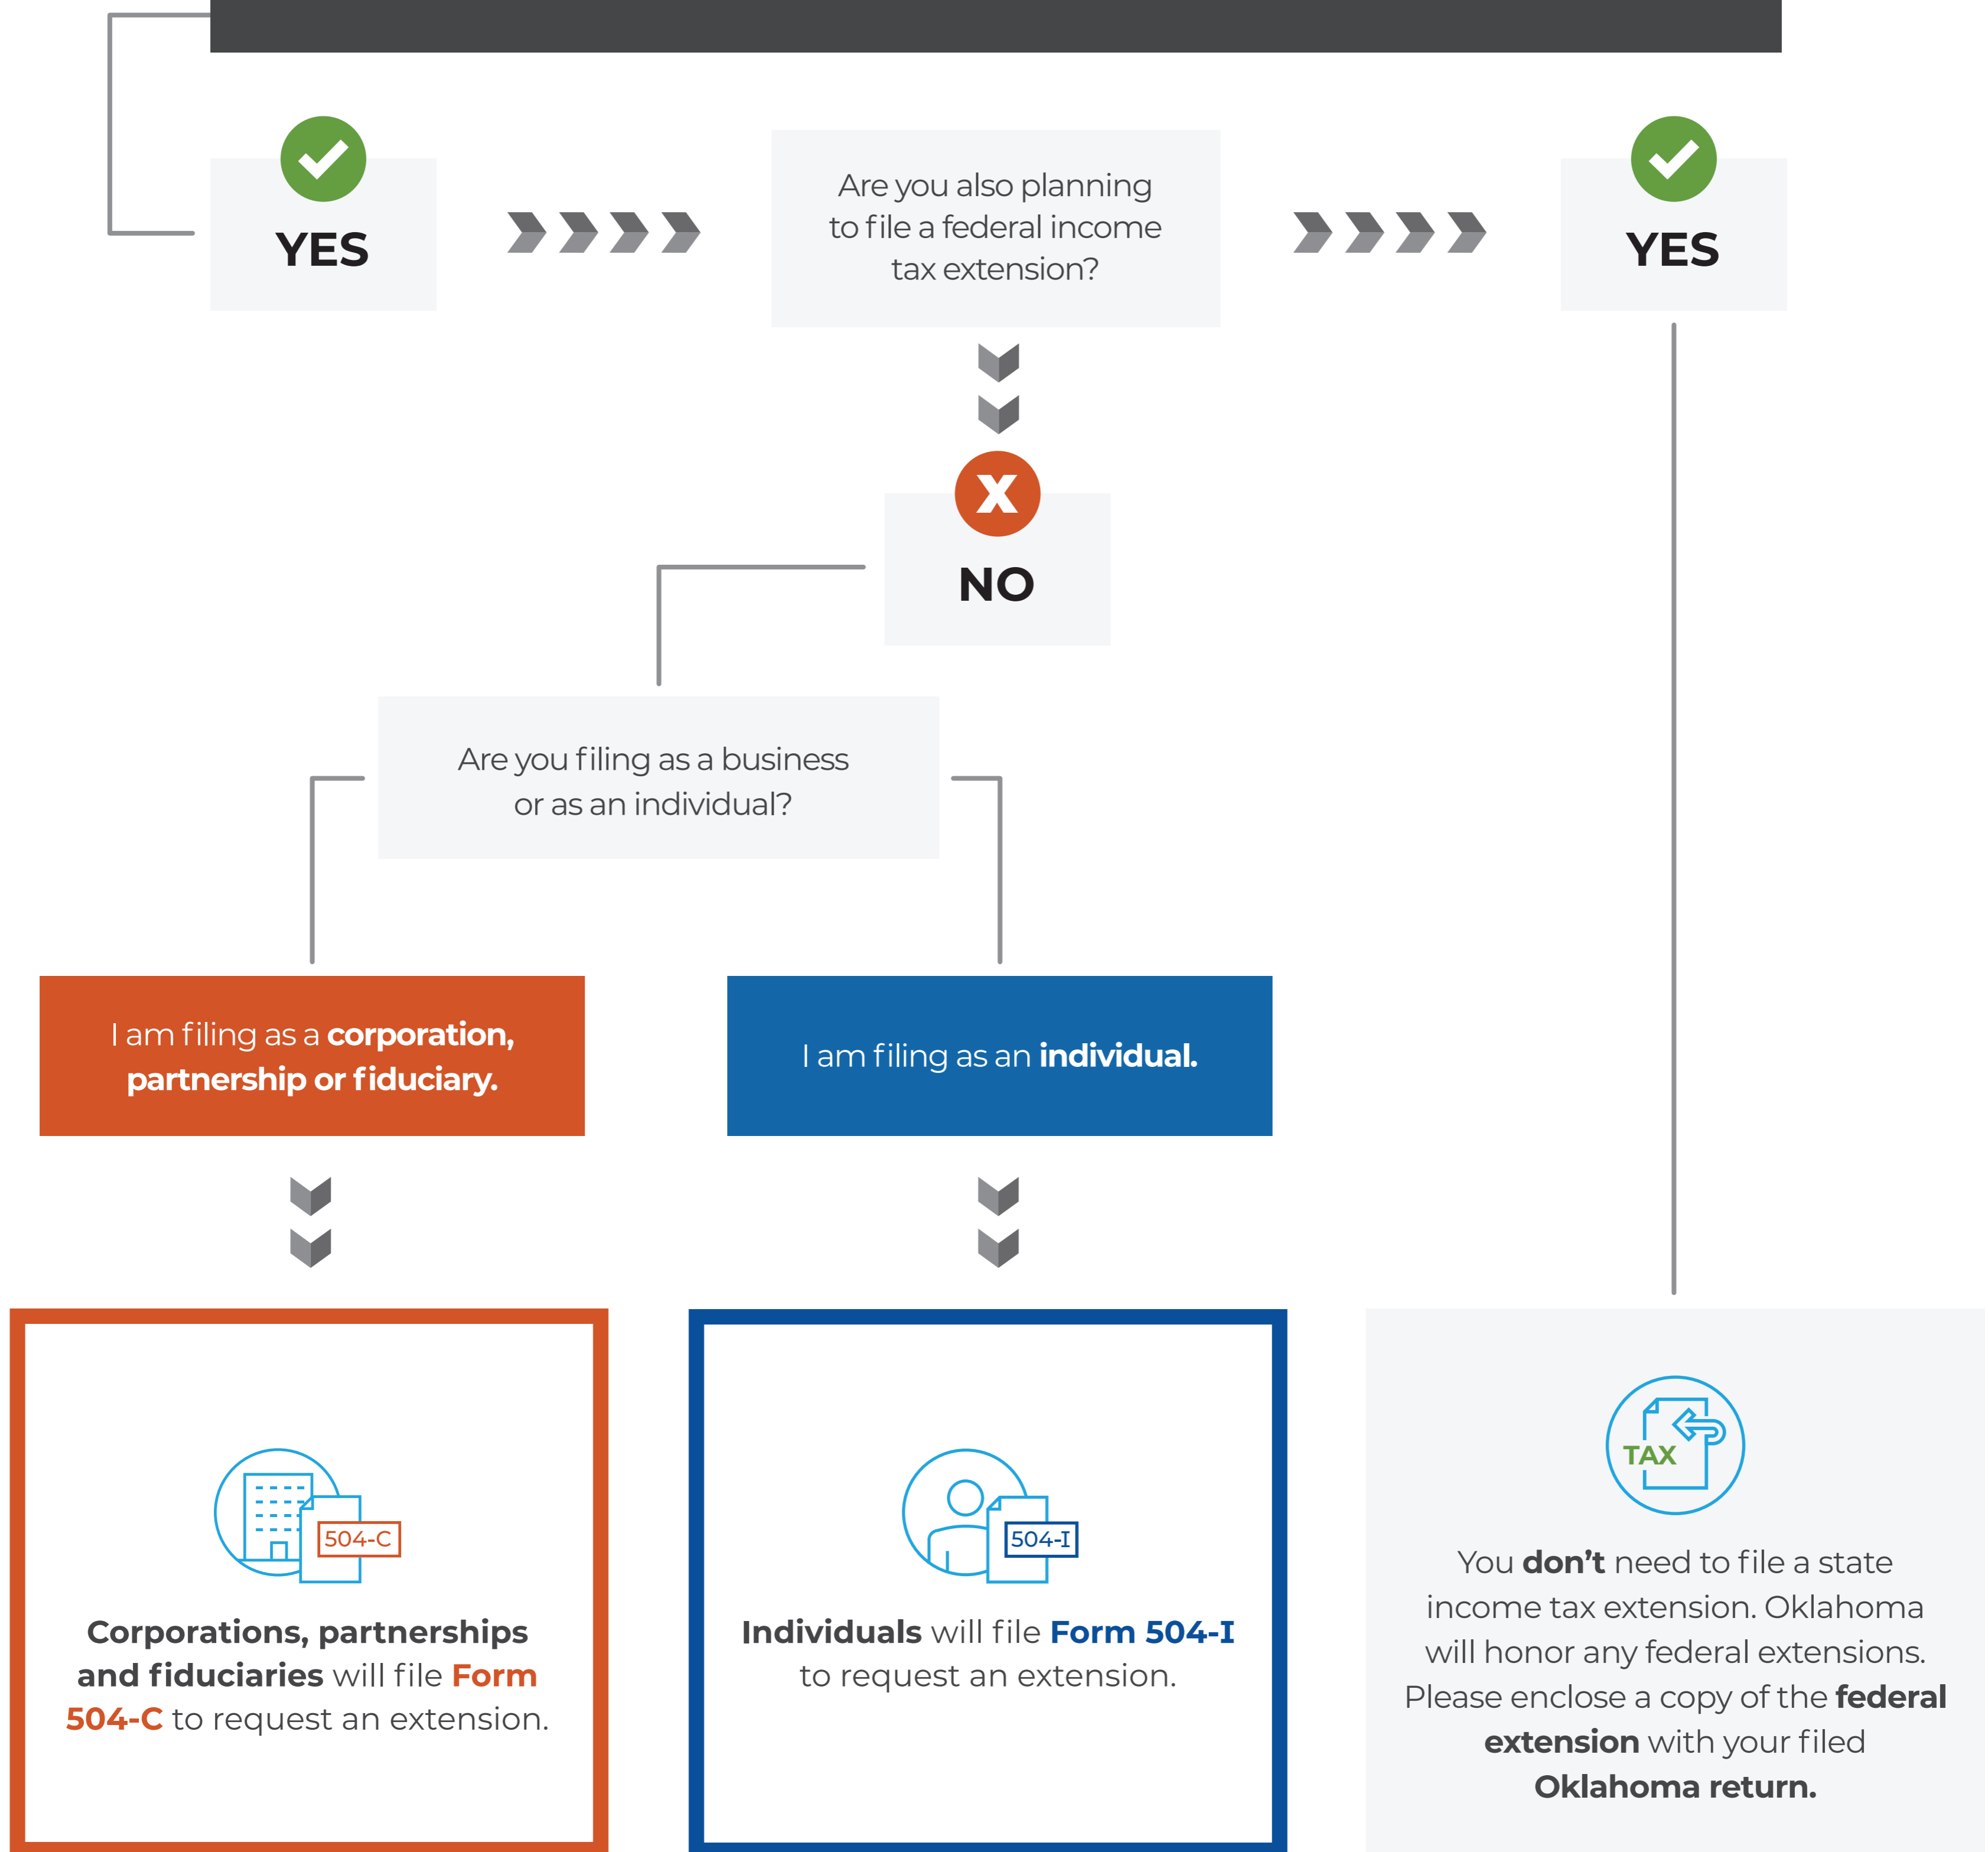 YES
Are you also planning
to file a federal income
tax extension?
YES
X
NO
Are you filing as a business
or as an individual?
I am filing as a corporation,
partnership or fiduciary.
I am filing as an individual.
504-C
Corporations, partnerships
and fiduciaries will file Form
504-C to request an extension.
504-I
Individuals will file Form 504-I
to request an extension.
TAX
You don’t need to file a state
income tax extension. Oklahoma
will honor any federal extensions.
Please enclose a copy of the federal
extension with your filed
Oklahoma return.